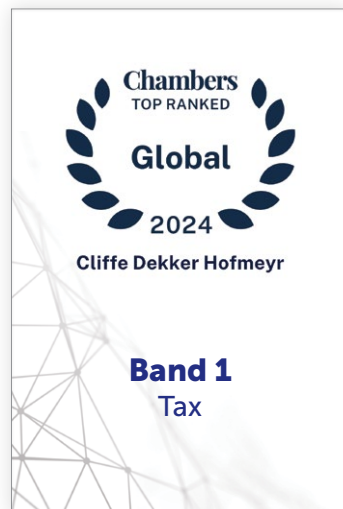 Chambers
TOP RANKED
Global
2024
Cliffe Dekker Hofmeyr
Band 1
Tax